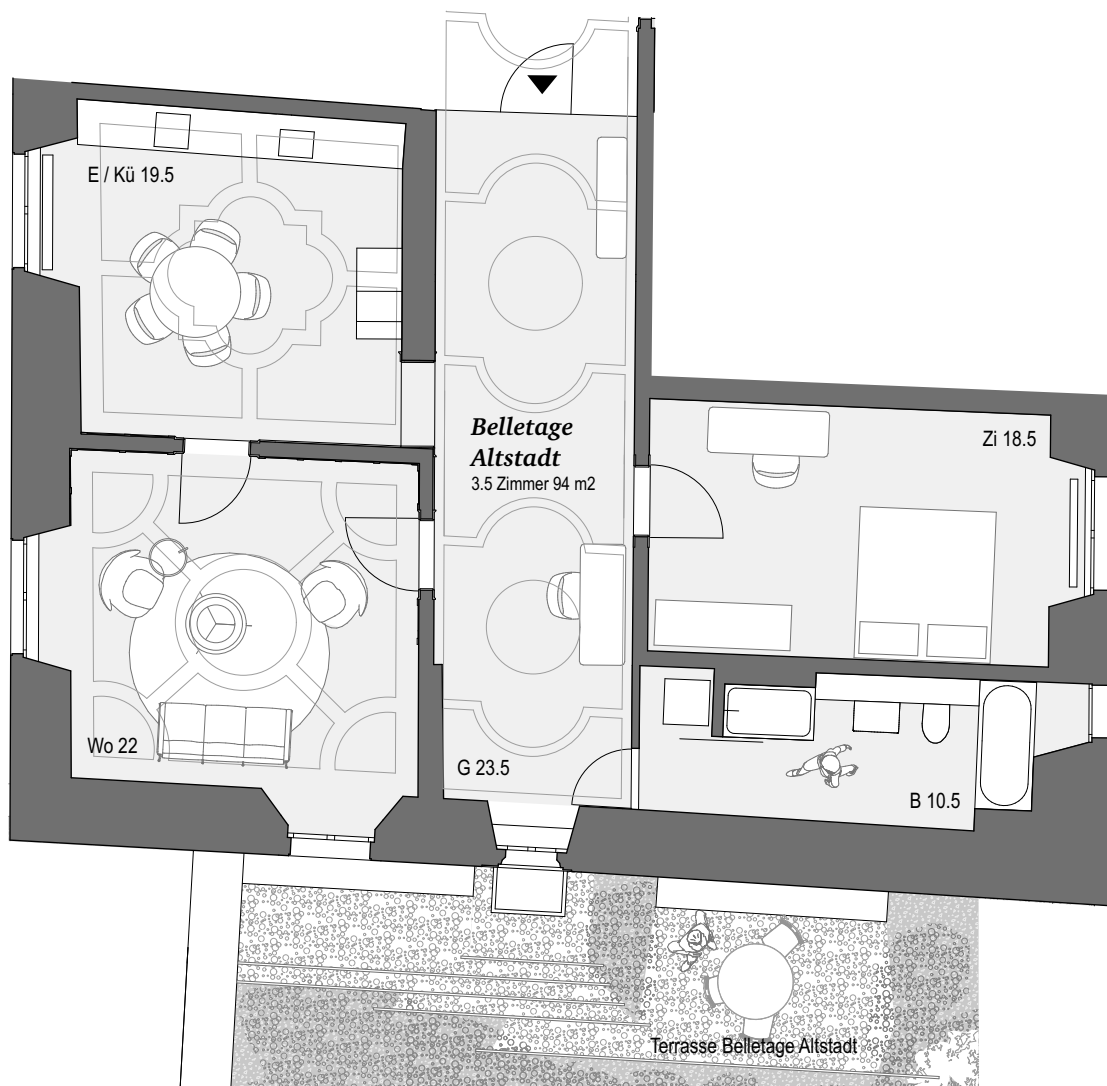 E / Kü 19.5
Belletage
Altstadt
3.5 Zimmer 94 m2
Zi 18.5
Wo 22
G 23.5
B 10.5
Terrasse Belletage Altstadt